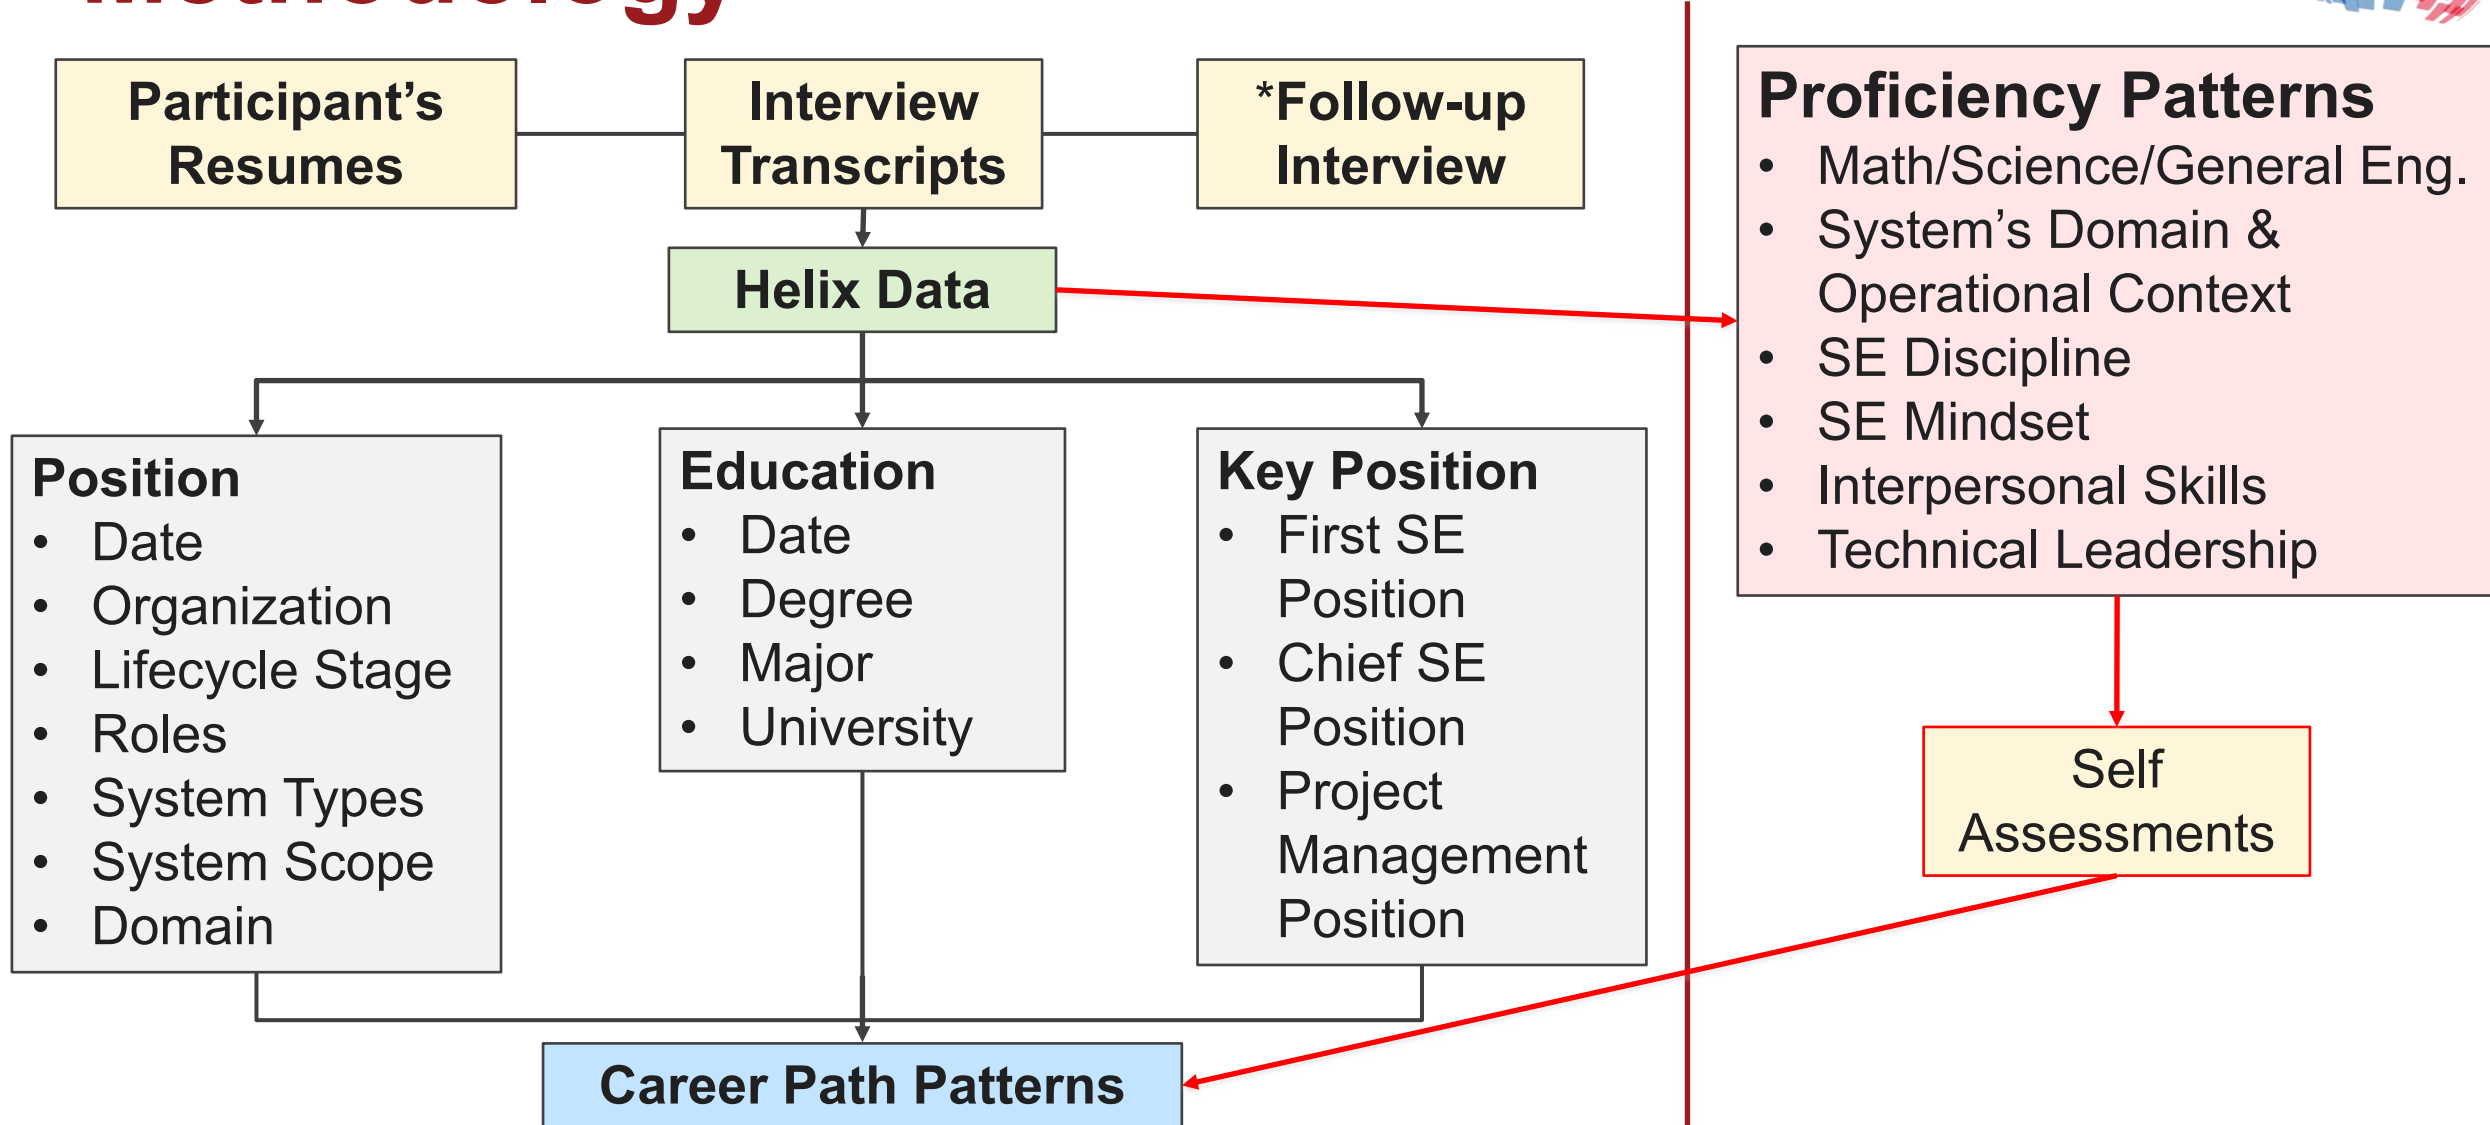 Methodology
Participant’s
Resumes
Interview
Transcripts
*Follow-up
Interview
Helix Data
Position
• Date
• Organization
• Lifecycle Stage
• Roles
• System Types
• System Scope
• Domain
Education
• Date
• Degree
• Major
• University
Key Position
• First SE
Position
• Chief SE
Position
• Project
Management
Position
Career Path Patterns
Proficiency Patterns
• Math/Science/General Eng.
• System’s Domain &
Operational Context
• SE Discipline
• SE Mindset
• Interpersonal Skills
• Technical Leadership
Self
Assessments